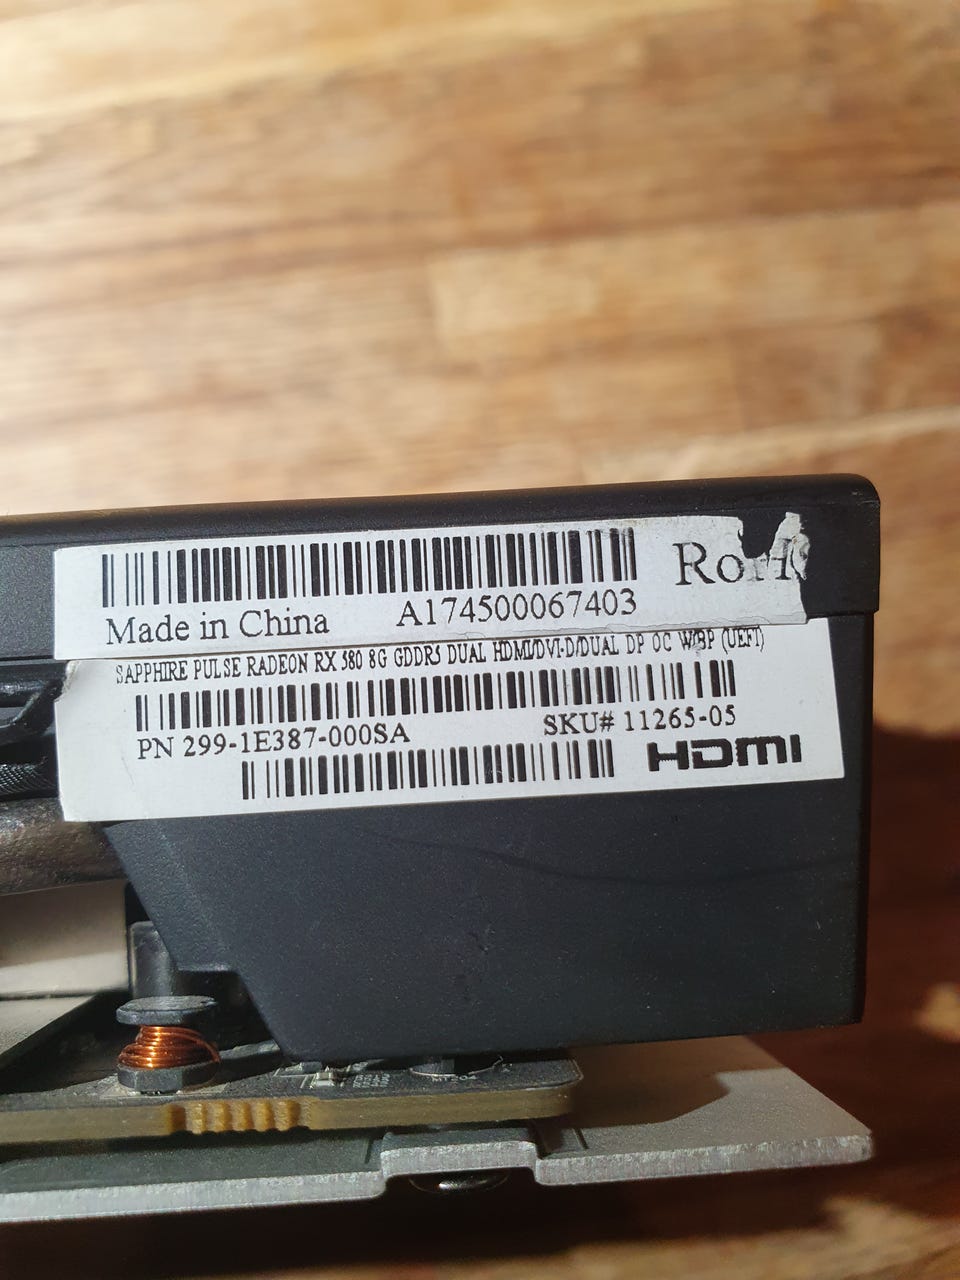 Made in China
A174500067403
RoHS
SAPPHIRE PULSE RADEON RX 580 8G GDDR5 DUAL HDMI/DVI-D/DUAL DP OC W/BP (UEFI)
PN 299-1E387-000SA
SKU# 11265-05
HDMI